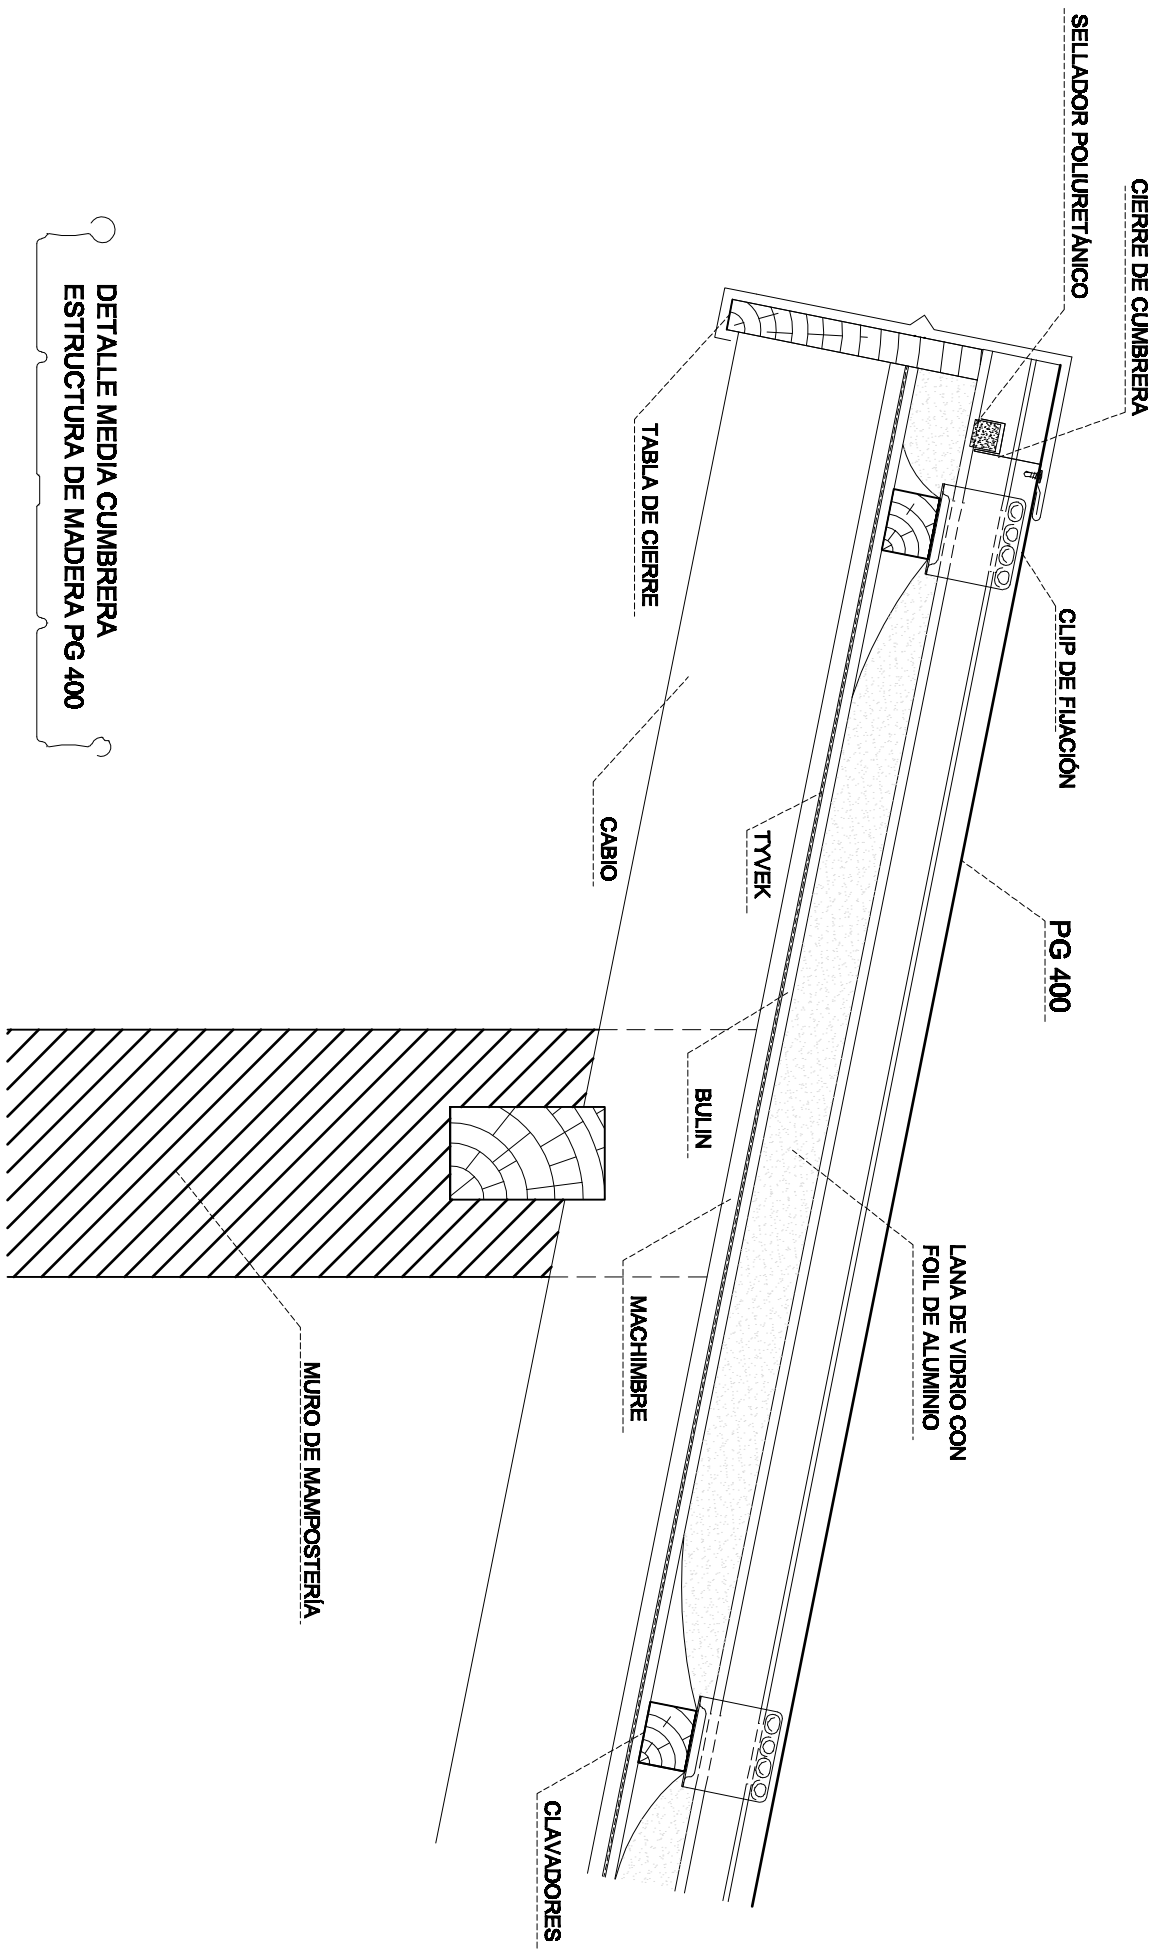 CIERRE DE CUMBRERA
SELLADOR POLIURETÁNICO
CLIP DE FIJACIÓN
PG 400
LANA DE VIDRIO CON
FOIL DE ALUMINIO
TABLA DE CIERRE
CABIO
TYVEK
BULIN
MACHIMBRE
CLAVADORES
MURO DE MAMPOSTERÍA
DETALLE MEDIA CUMBRERA
ESTRUCTURA DE MADERA PG 400